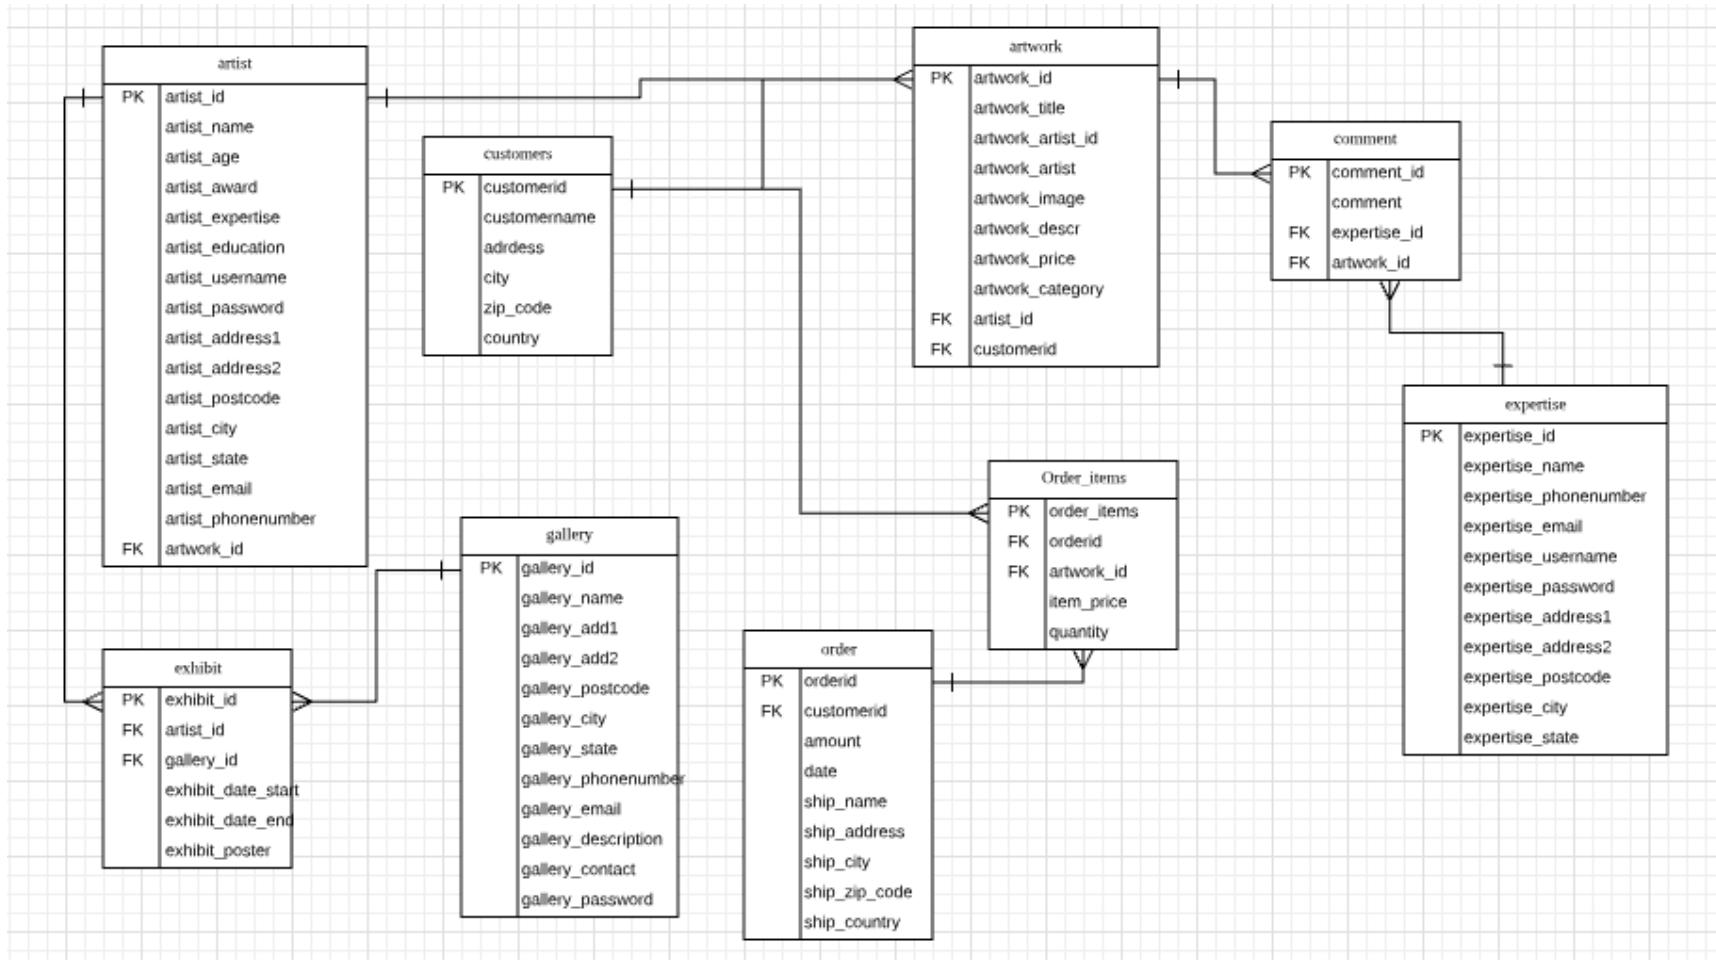 artist
PK artist_id
artist_name
artist_age
artist_award
artist_expertise
artist_education
artist_username
artist_password
artist_address1
artist_address2
artist_postcode
artist_city
artist_state
artist_email
artist_phonenumber
FK artwork_id
customers
PK customerid
customername
adrdess
city
zip_code
country
artwork
PK artwork_id
artwork_title
artwork_artist_id
artwork_artist
artwork_image
artwork_descr
artwork_price
artwork_category
FK artist_id
FK customerid
comment
PK comment_id
comment
FK expertise_id
FK artwork_id
expertise
PK expertise_id
expertise_name
expertise_phonenumber
expertise_email
expertise_username
expertise_password
expertise_address1
expertise_address2
expertise_postcode
expertise_city
expertise_state
Order_items
PK order_items
FK orderid
FK artwork_id
item_price
quantity
gallery
PK gallery_id
gallery_name
gallery_add1
gallery_add2
gallery_postcode
gallery_city
gallery_state
gallery_phonenumber
gallery_email
gallery_description
gallery_contact
gallery_password
order
PK orderid
FK customerid
amount
date
ship_name
ship_address
ship_city
ship_zip_code
ship_country
exhibit
PK exhibit_id
FK artist_id
FK gallery_id
exhibit_date_start
exhibit_date_end
exhibit_poster